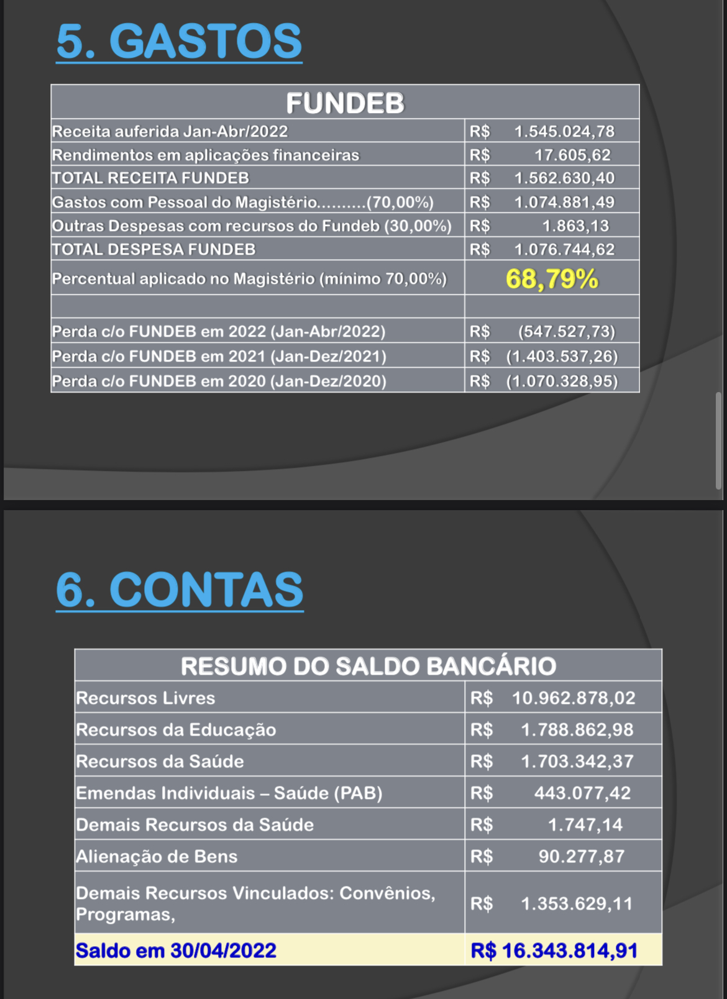 5. GASTOS
FUNDEB
Receita auferida Jan-Abr/2022 R$ 1.545.024,78
Rendimentos em aplicações financeiras R$ 17.605,62
TOTAL RECEITA FUNDEB R$ 1.562.630,40
Gastos com Pessoal do Magistério..........(70,00%) R$ 1.074.881,49
Outras Despesas com recursos do Fundeb (30,00%) R$ 1.863,13
TOTAL DESPESA FUNDEB R$ 1.076.744,62
Percentual aplicado no Magistério (mínimo 70,00%) 68,79%
Perda c/o FUNDEB em 2022 (Jan-Abr/2022) R$ (547.527,73)
Perda c/o FUNDEB em 2021 (Jan-Dez/2021) R$ (1.403.537,26)
Perda c/o FUNDEB em 2020 (Jan-Dez/2020) R$ (1.070.328,95)
6. CONTAS
RESUMO DO SALDO BANCÁRIO
Recursos Livres R$ 10.962.878,02
Recursos da Educação R$ 1.788.862,98
Recursos da Saúde R$ 1.703.342,37
Emendas Individuais – Saúde (PAB) R$ 443.077,42
Demais Recursos da Saúde R$ 1.747,14
Alienação de Bens R$ 90.277,87
Demais Recursos Vinculados: Convênios,
Programas, R$ 1.353.629,11
Saldo em 30/04/2022 R$ 16.343.814,91